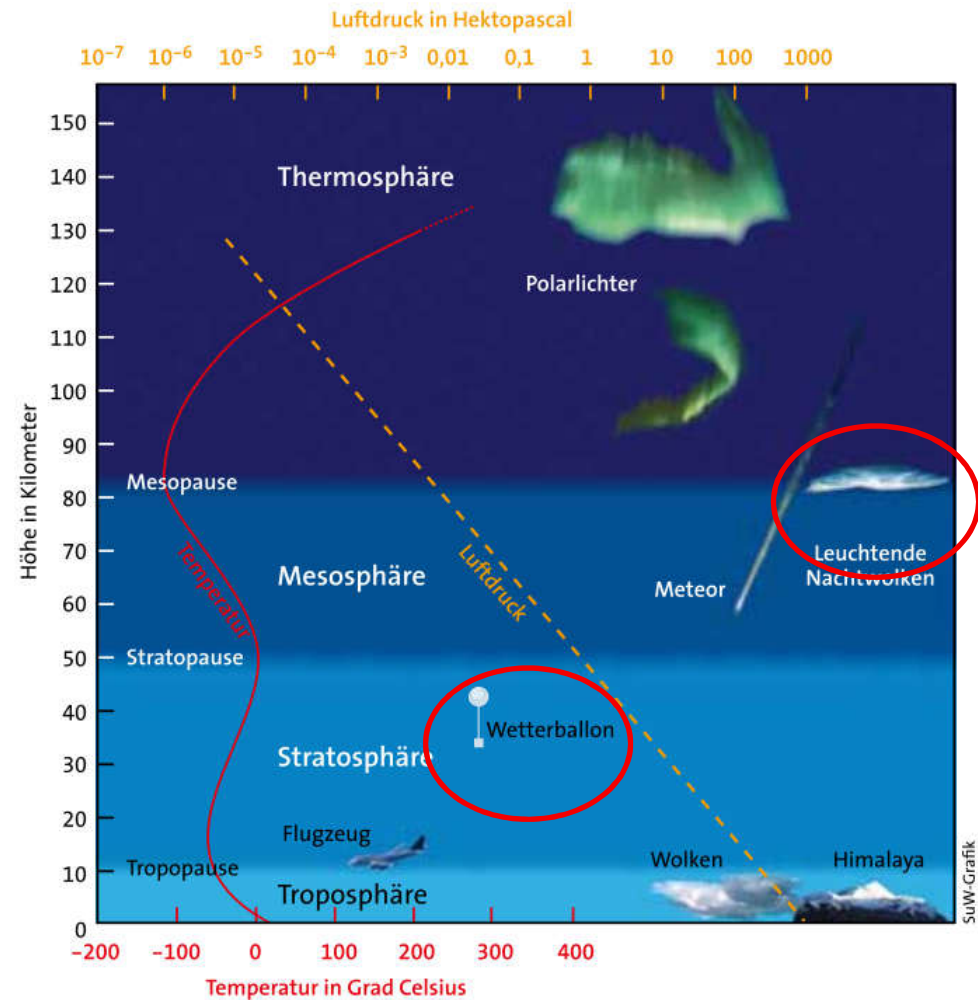 Luftdruck in Hektopascal
10⁻⁷ 10⁻⁶ 10⁻⁵ 10⁻⁴ 10⁻³ 0,01 0,1 1 10 100 1000
150
Thermosphäre
140
130
Polarlichter
120
110
100
90
Mesopause
80
70
Leuchtende
Nachtwolken
Temperatur
Mesosphäre
Luftdruck
Meteor
60
Stratopause
50
40
Wetterballon
Stratosphäre
30
20
Flugzeug
Tropopause
10
Wolken
Himalaya
Troposphäre
0
Höhe in Kilometer
SuW-Grafik
−200 −100 0 100 200 300 400
Temperatur in Grad Celsius